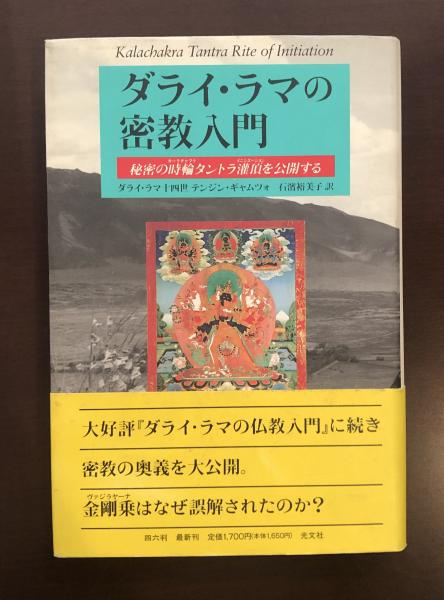 Kalachakra Tantra Rite of Initiation
ダライ・ラマの
密教入門
カーラチャクラ イニシエーション
秘密の時輪タントラ灌頂を公開する
ダライ・ラマ十四世 テンジン・ギャムツォ 石濱裕美子 訳
大好評『ダライ・ラマの仏教入門』に続き
密教の奥義を大公開。
ヴァジラヤーナ
金剛乗はなぜ誤解されたのか?
四六判 最新刊 定価1,700円(本体1,650円) 光文社